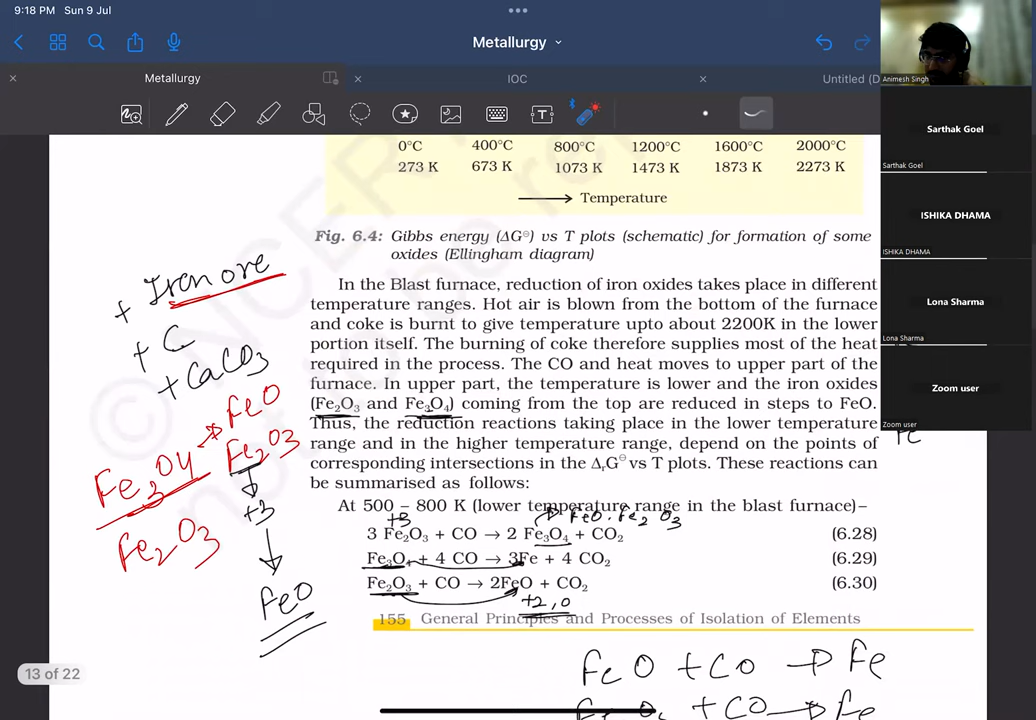 9:18 PM Sun 9 Jul
Metallurgy
Metallurgy
IOC
Untitled (D
Animesh Singh
Sarthak Goel
Sarthak Goel
ISHIKA DHAMA
ISHIKA DHAMA
Lona Sharma
Lona Sharma
Zoom user
Zoom user
0°C 400°C 800°C 1200°C 1600°C 2000°C
273 K 673 K 1073 K 1473 K 1873 K 2273 K
Temperature
Fig. 6.4: Gibbs energy (ΔG⊖) vs T plots (schematic) for formation of some
oxides (Ellingham diagram)
In the Blast furnace, reduction of iron oxides takes place in different
temperature ranges. Hot air is blown from the bottom of the furnace
and coke is burnt to give temperature upto about 2200K in the lower
portion itself. The burning of coke therefore supplies most of the heat
required in the process. The CO and heat moves to upper part of the
furnace. In upper part, the temperature is lower and the iron oxides
(Fe₂O₃ and Fe₃O₄) coming from the top are reduced in steps to FeO.
Thus, the reduction reactions taking place in the lower temperature
range and in the higher temperature range, depend on the points of
corresponding intersections in the ΔᵣG⊖ vs T plots. These reactions can
be summarised as follows:
At 500 – 800 K (lower temperature range in the blast furnace)–
+3 FeO. Fe₂O₃
3 Fe₂O₃ + CO → 2 Fe₃O₄ + CO₂ (6.28)
Fe₃O₄ + 4 CO → 3Fe + 4 CO₂ (6.29)
Fe₂O₃ + CO → 2FeO + CO₂ (6.30)
+2, 0
155 General Principles and Processes of Isolation of Elements
+ Iron ore
+ C
+ CaCO₃
FeO
Fe₃O₄ → Fe₂O₃
+3
Fe₂O₃
FeO
Fe
FeO + CO → Fe
+ CO → Fe
13 of 22
© NCERT